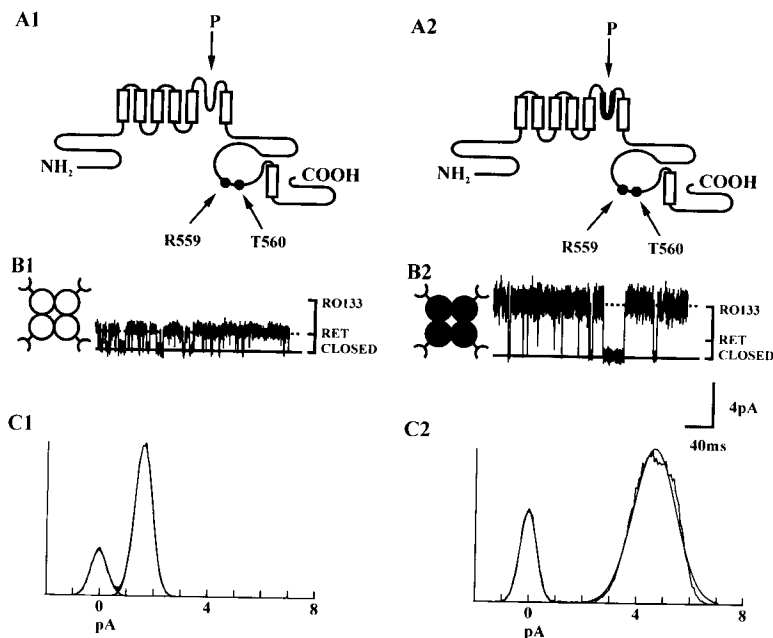 A1
P
NH2
COOH
R559
T560
A2
P
NH2
COOH
R559
T560
B1
RO133
RET
CLOSED
B2
RO133
RET
CLOSED
4pA
40ms
C1
0
4
8
pA
C2
0
4
8
pA